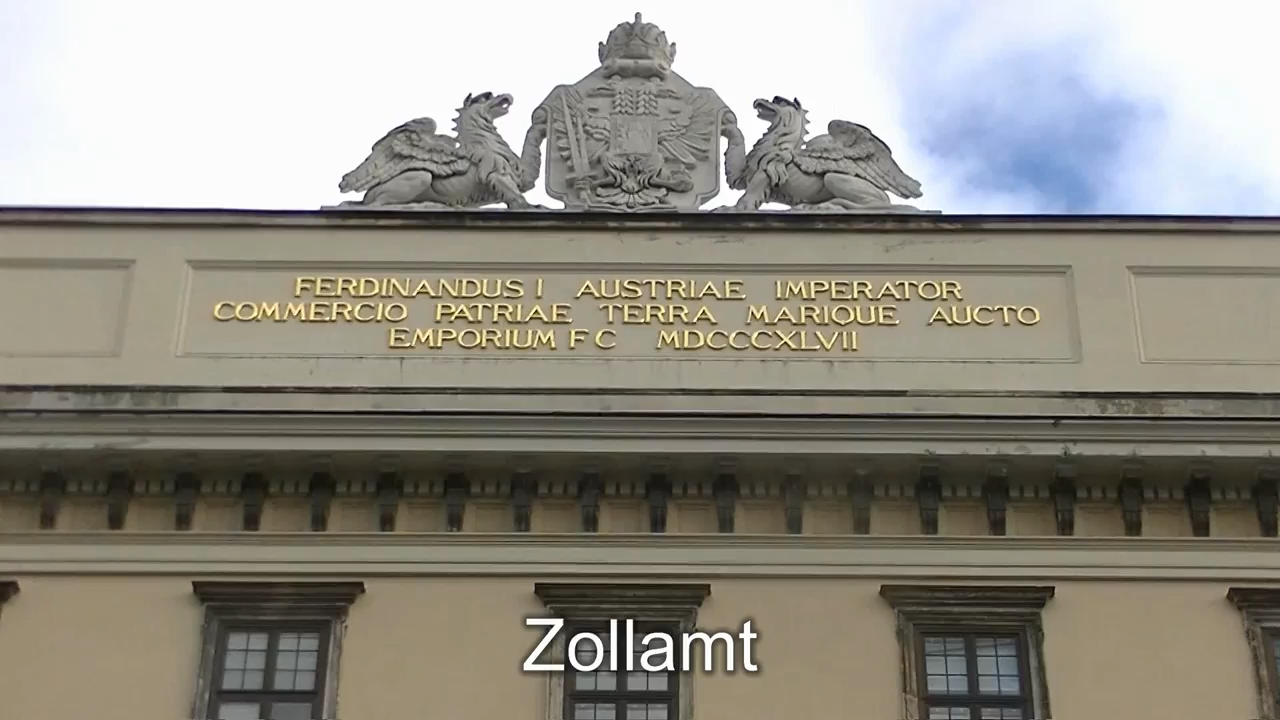 FERDINANDUS I AUSTRIAE IMPERATOR
COMMERCIO PATRIAE TERRA MARIQUE AUCTO
EMPORIUM F C MDCCCXLVII
Zollamt